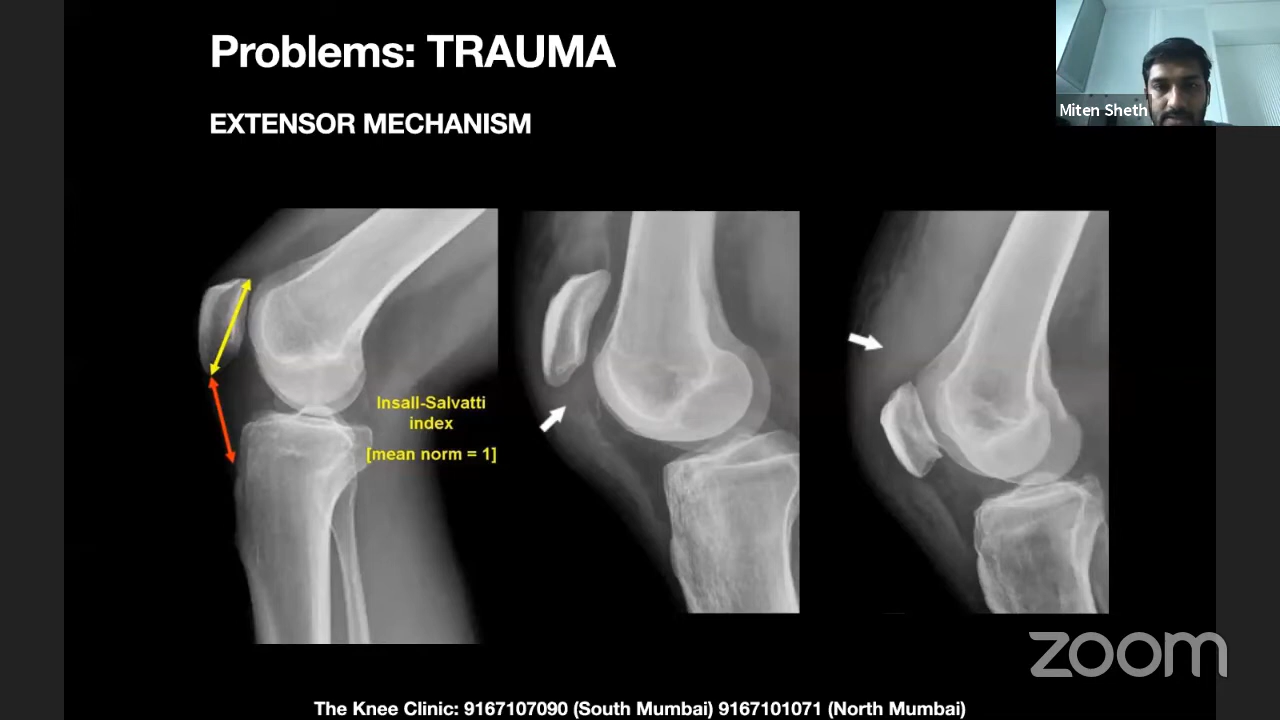 Problems: TRAUMA
Miten Sheth
EXTENSOR MECHANISM
Insall-Salvatti
index
[mean norm = 1]
zoom
The Knee Clinic: 9167107090 (South Mumbai) 9167101071 (North Mumbai)